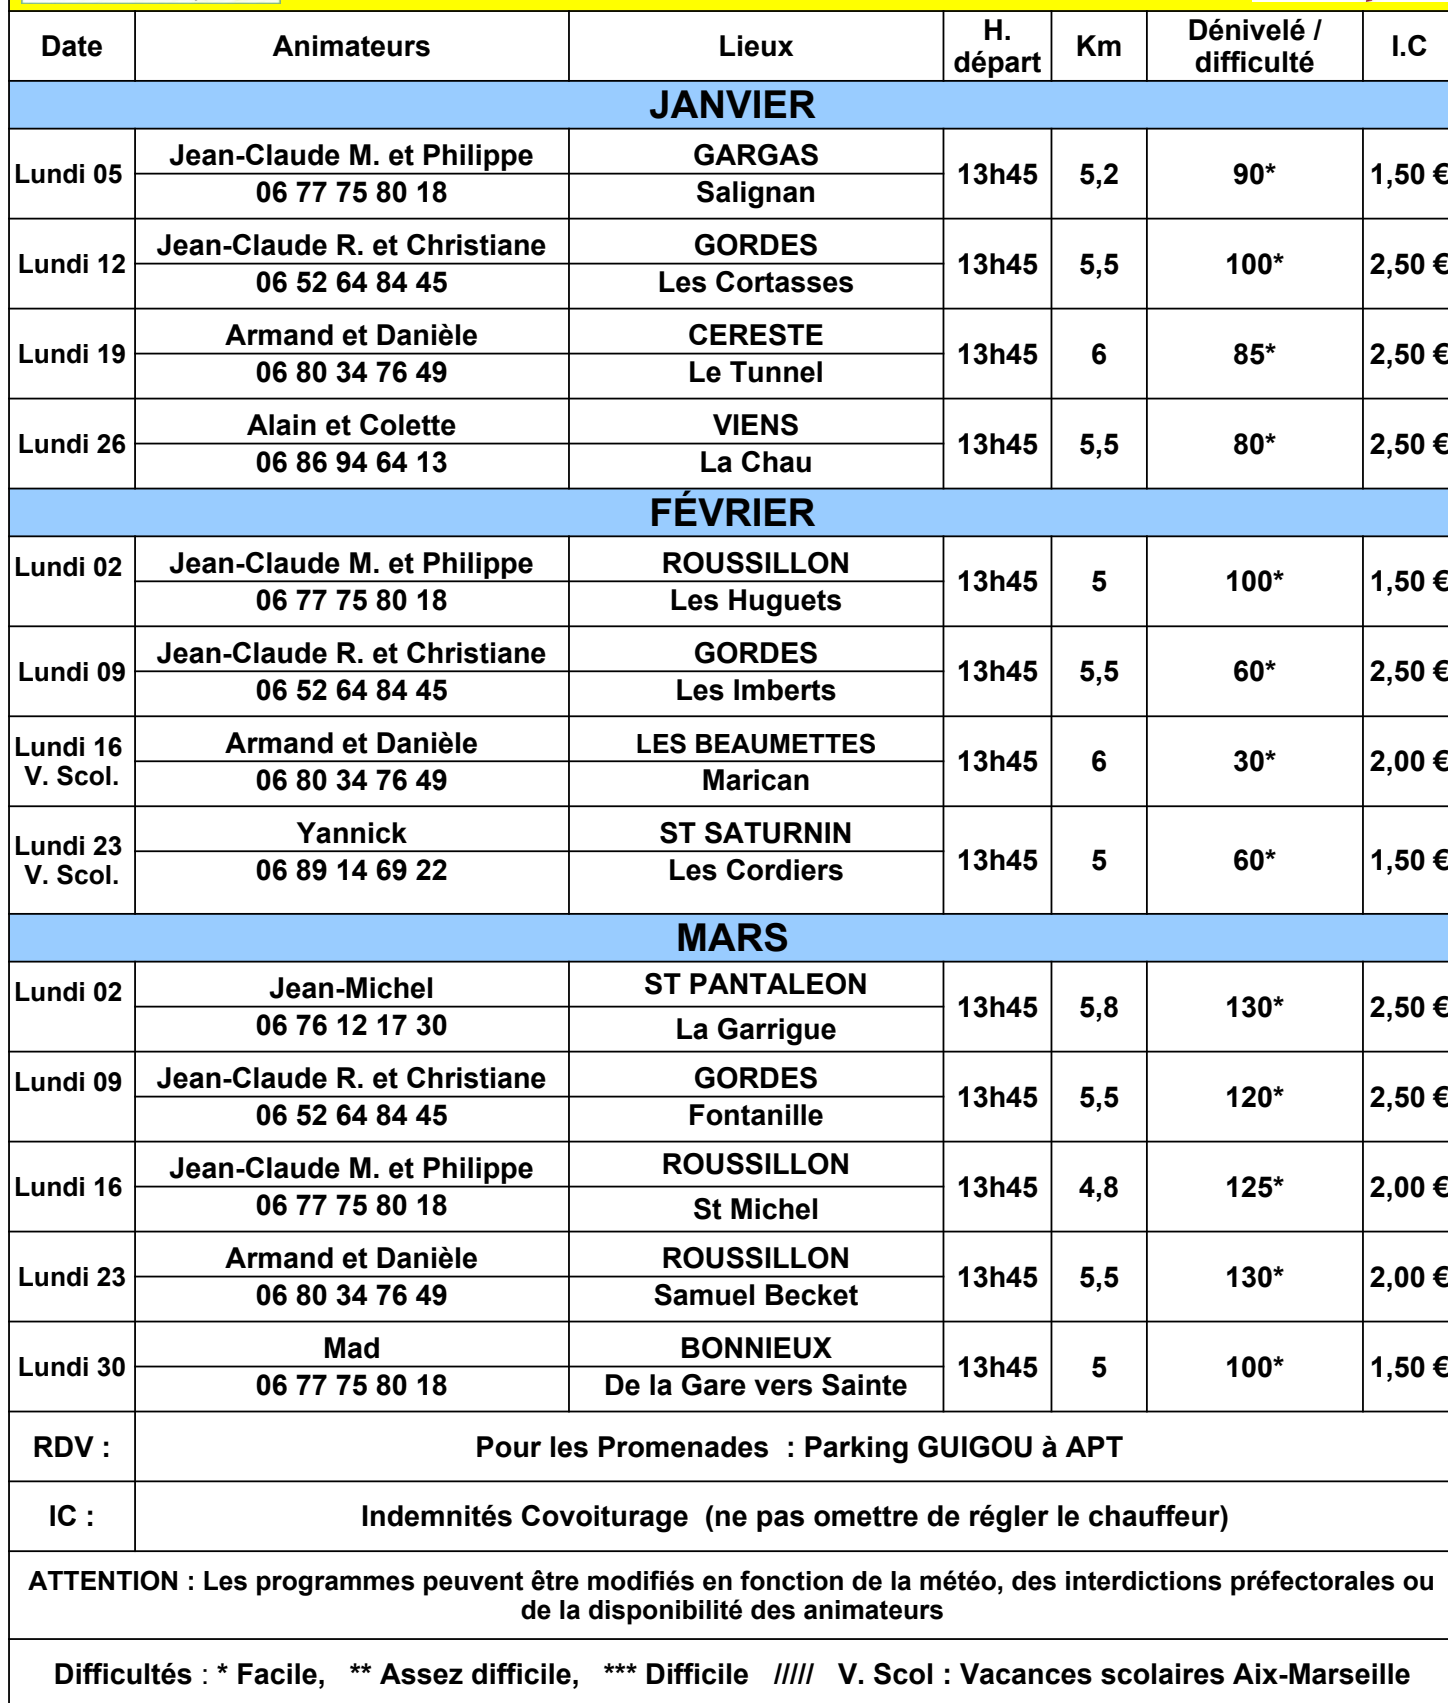 Date Animateurs Lieux H. départ Km Dénivelé / difficulté I.C
JANVIER
Lundi 05 Jean-Claude M. et Philippe GARGAS 13h45 5,2 90* 1,50 €
06 77 75 80 18 Salignan
Lundi 12 Jean-Claude R. et Christiane GORDES 13h45 5,5 100* 2,50 €
06 52 64 84 45 Les Cortasses
Lundi 19 Armand et Danièle CERESTE 13h45 6 85* 2,50 €
06 80 34 76 49 Le Tunnel
Lundi 26 Alain et Colette VIENS 13h45 5,5 80* 2,50 €
06 86 94 64 13 La Chau
FÉVRIER
Lundi 02 Jean-Claude M. et Philippe ROUSSILLON 13h45 5 100* 1,50 €
06 77 75 80 18 Les Huguets
Lundi 09 Jean-Claude R. et Christiane GORDES 13h45 5,5 60* 2,50 €
06 52 64 84 45 Les Imberts
Lundi 16 Armand et Danièle LES BEAUMETTES 13h45 6 30* 2,00 €
V. Scol. 06 80 34 76 49 Marican
Lundi 23 Yannick ST SATURNIN 13h45 5 60* 1,50 €
V. Scol. 06 89 14 69 22 Les Cordiers
MARS
Lundi 02 Jean-Michel ST PANTALEON 13h45 5,8 130* 2,50 €
06 76 12 17 30 La Garrigue
Lundi 09 Jean-Claude R. et Christiane GORDES 13h45 5,5 120* 2,50 €
06 52 64 84 45 Fontanille
Lundi 16 Jean-Claude M. et Philippe ROUSSILLON 13h45 4,8 125* 2,00 €
06 77 75 80 18 St Michel
Lundi 23 Armand et Danièle ROUSSILLON 13h45 5,5 130* 2,00 €
06 80 34 76 49 Samuel Becket
Lundi 30 Mad BONNIEUX 13h45 5 100* 1,50 €
06 77 75 80 18 De la Gare vers Sainte
RDV : Pour les Promenades : Parking GUIGOU à APT
IC : Indemnités Covoiturage (ne pas omettre de régler le chauffeur)
ATTENTION : Les programmes peuvent être modifiés en fonction de la météo, des interdictions préfectorales ou
de la disponibilité des animateurs
Difficultés : * Facile, ** Assez difficile, *** Difficile ///// V. Scol : Vacances scolaires Aix-Marseille